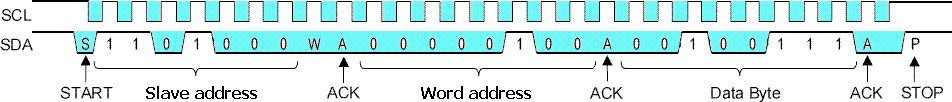 SCL
SDA S 1 1 0 1 0 0 0 W A 0 0 0 0 0 1 0 0 A 0 0 1 0 0 1 1 1 A P
START Slave address ACK Word address ACK Data Byte ACK STOP